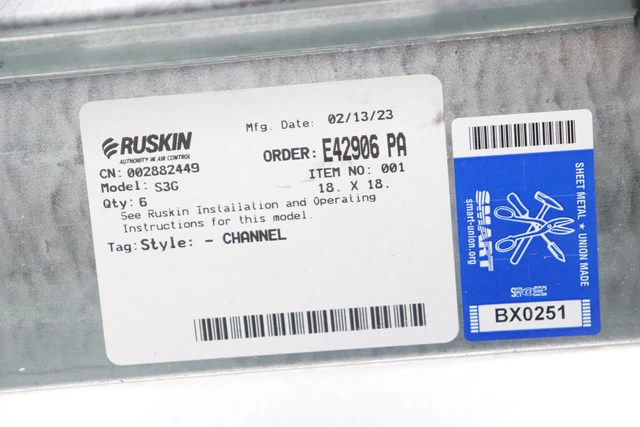 RUSKIN
AUTHORITY IN AIR CONTROL
Mfg. Date: 02/13/23
CN: 002882449
ORDER: E42906 PA
Model: S3G
ITEM NO: 001
Qty: 6
18. X 18.
See Ruskin Installation and Operating
Instructions for this model.
Tag: Style: - CHANNEL
SHEET METAL ★ UNION MADE
SMART
smart-union.org
BX0251